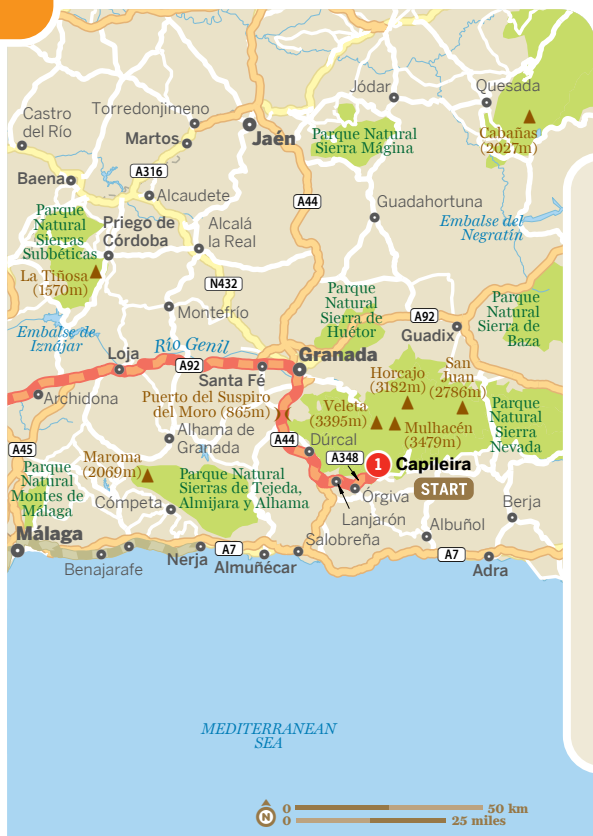 Jódar
Quesada
Castro
del Río
Torredonjimeno
Martos
Jaén
Parque Natural
Sierra Mágina
Cabañas
(2027m)
A316
Baena
Alcaudete
A44
Guadahortuna
Parque
Natural
Sierras
Subbéticas
Priego de
Córdoba
Alcalá
la Real
Embalse del
Negratín
La Tiñosa
(1570m)
N432
Montefrío
Parque
Natural
Sierra de
Huétor
A92
Guadix
Parque
Natural
Sierra de
Baza
Embalse de
Iznájar
Loja
Río Genil
A92
Santa Fé
Granada
Horcajo
(3182m)
San
Juan
(2786m)
Archidona
Puerto del Suspiro
del Moro (865m)
Veleta
(3395m)
Mulhacén
3479m)
Parque
Natural
Sierra
Nevada
A45
Alhama de
Granada
A44
Dúrcal
A348
1
Capileira
START
Maroma
(2069m)
Parque
Natural
Montes de
Málaga
Parque Natural
Sierras de Tejeda,
Almijara y Alhama
Órgiva
Lanjarón
Cómpeta
Berja
Albuñol
Málaga
Salobreña
Benajarafe
Nerja
A7
Almuñécar
A7
Adra
MEDITERRANEAN
SEA
N
0
50 km
0
25 miles